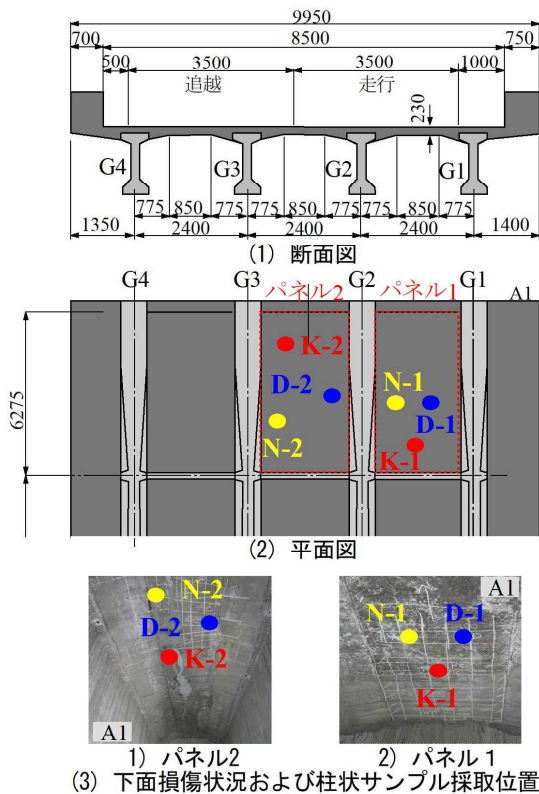 9950
700 8500 750
500 3500 3500 1000
追越 走行
230
G4 G3 G2 G1
775 850 775 775 850 775 775 850 775
1350 2400 2400 2400 1400
(1) 断面図
G4 G3 G2 G1
パネル2 パネル1
A1
K-2
N-1
D-2
D-1
N-2
K-1
6275
(2) 平面図
N-2
D-2
K-2
A1
A1
N-1 D-1
K-1
1) パネル2 2) パネル1
(3) 下面損傷状況および柱状サンプル採取位置